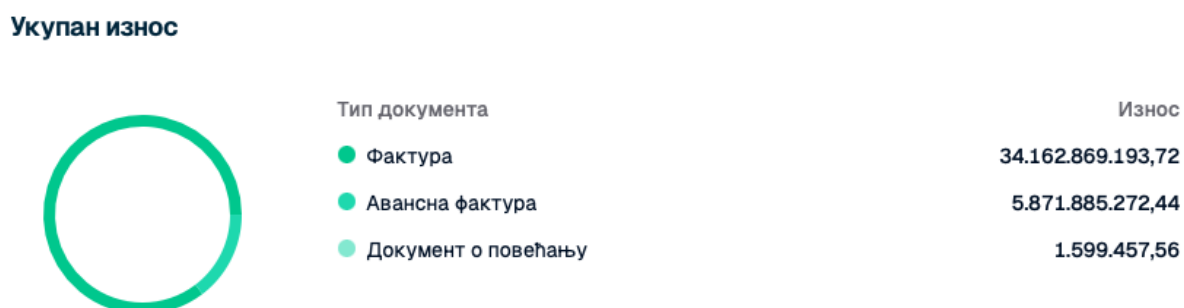 Укупан износ
Тип документа Износ
Фактура 34.162.869.193,72
Авансна фактура 5.871.885.272,44
Документ о повећању 1.599.457,56